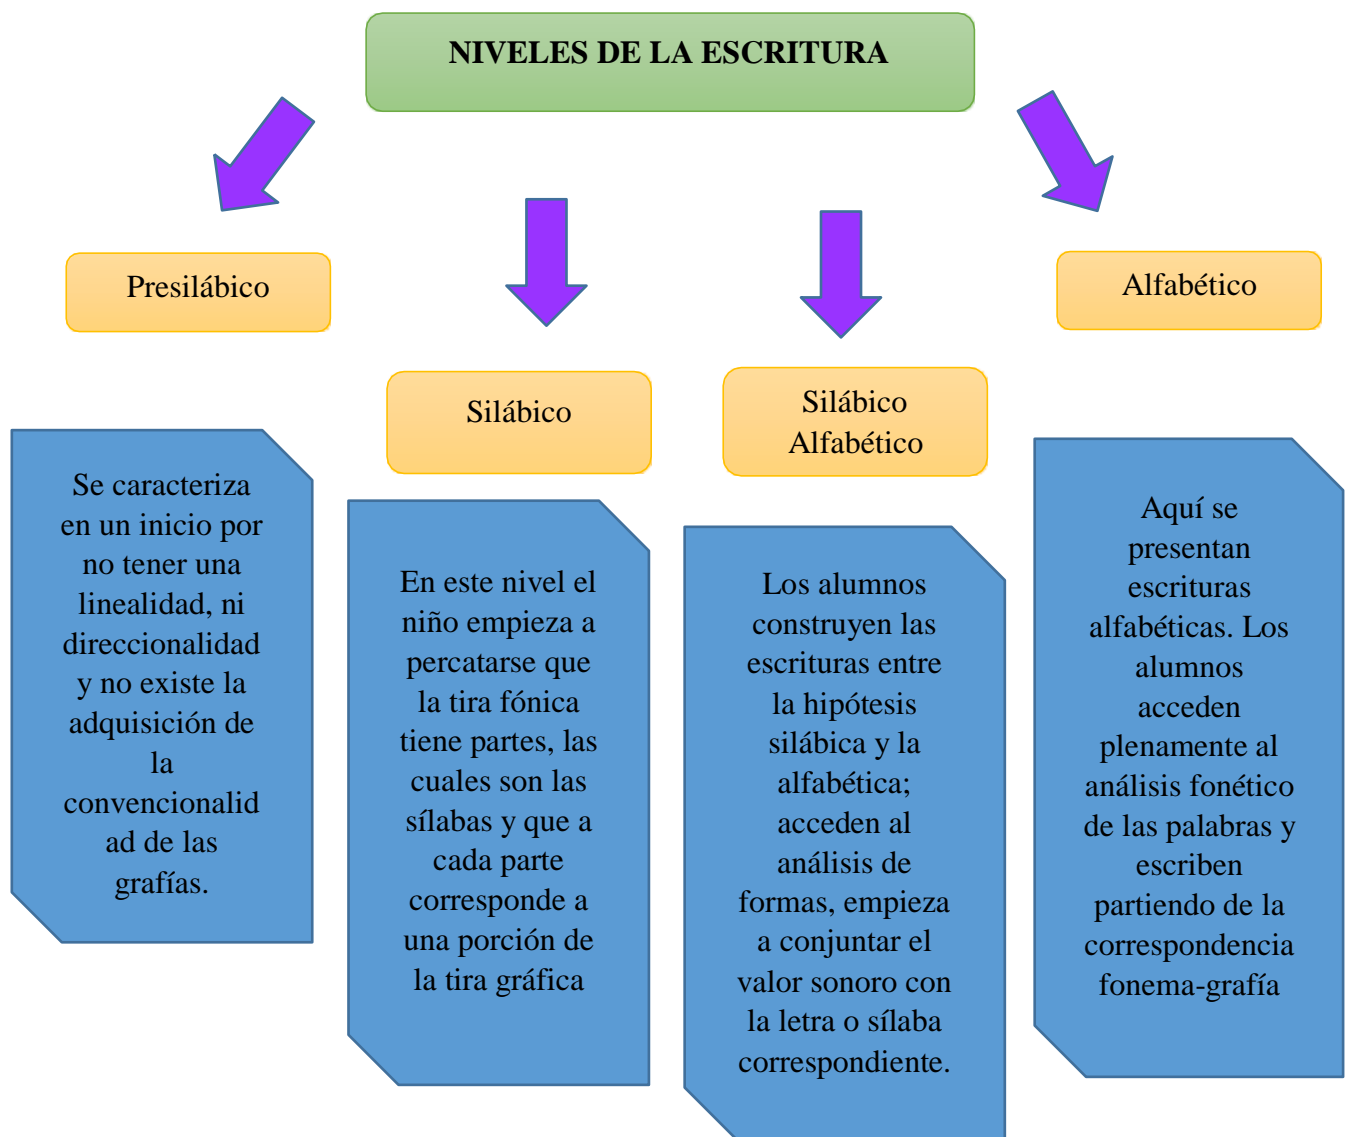 NIVELES DE LA ESCRITURA
Presilábico
Se caracteriza
en un inicio por
no tener una
linealidad, ni
direccionalidad
y no existe la
adquisición de
la
convencionalid
ad de las
grafías.
Silábico
En este nivel el
niño empieza a
percatarse que
la tira fónica
tiene partes, las
cuales son las
sílabas y que a
cada parte
corresponde a
una porción de
la tira gráfica
Silábico
Alfabético
Los alumnos
construyen las
escrituras entre
la hipótesis
silábica y la
alfabética;
acceden al
análisis de
formas, empieza
a conjuntar el
valor sonoro con
la letra o sílaba
correspondiente.
Alfabético
Aquí se
presentan
escrituras
alfabéticas. Los
alumnos
acceden
plenamente al
análisis fonético
de las palabras y
escriben
partiendo de la
correspondencia
fonema-grafía